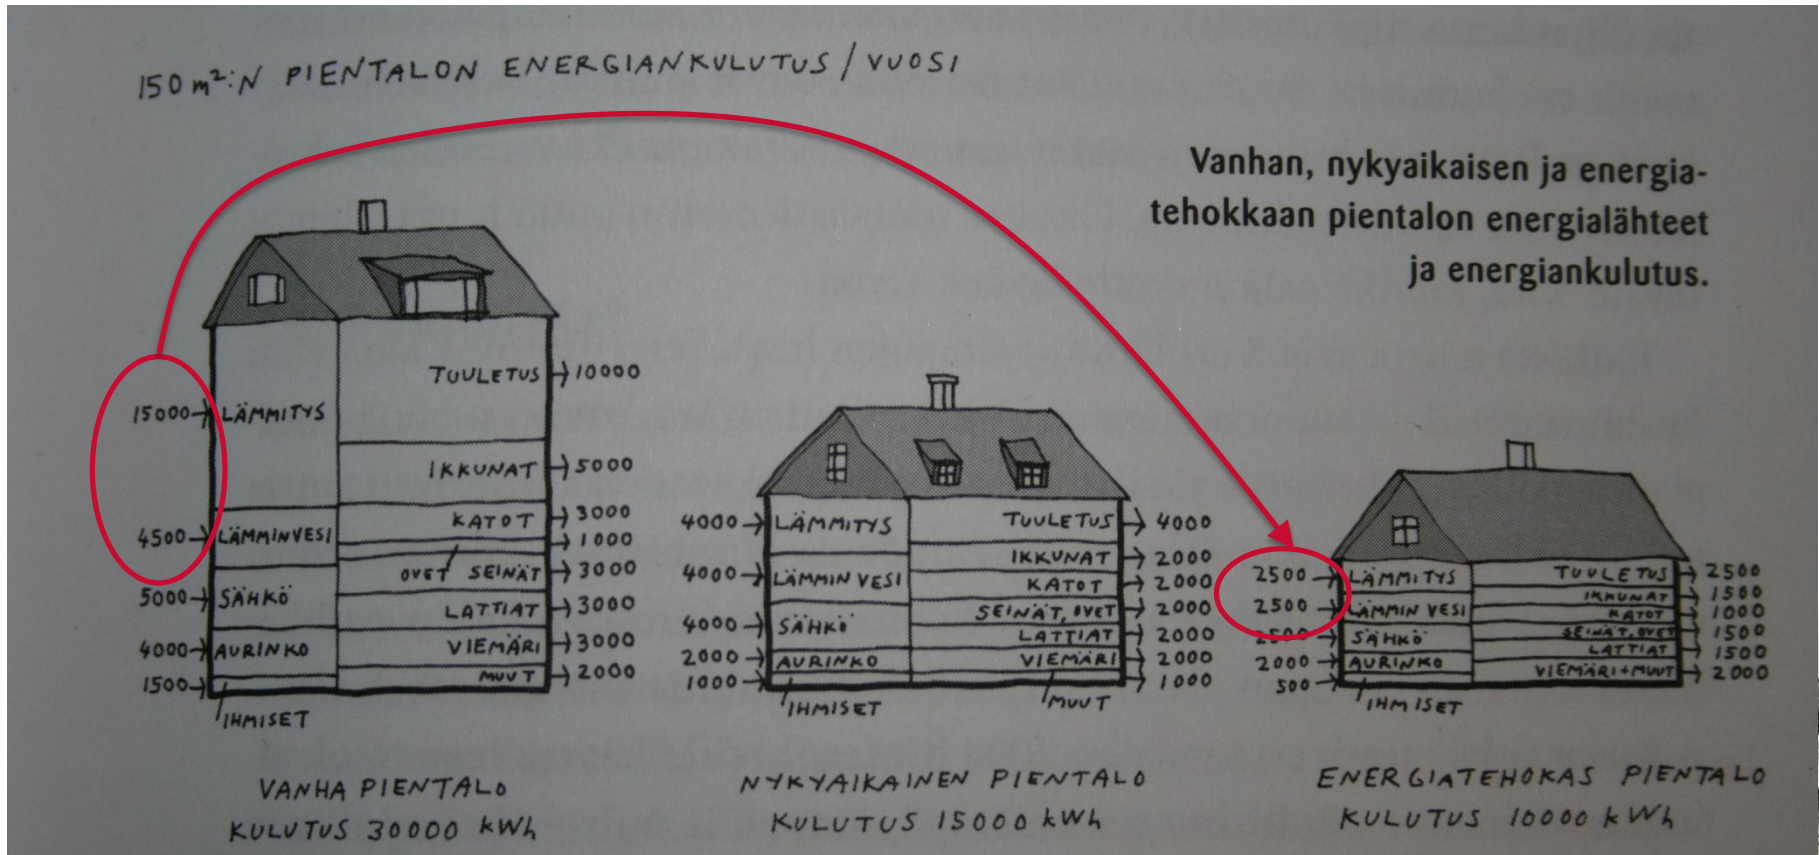 150 m²:N PIENTALON ENERGIANKULUTUS / VUOSI
Vanhan, nykyaikaisen ja energia-
tehokkaan pientalon energialähteet
ja energiankulutus.
15000 LÄMMITYS
4500 LÄMMINVESI
5000 SÄHKÖ
4000 AURINKO
1500
IHMISET
TUULETUS 10000
IKKUNAT 5000
KATOT 3000
1000
OVET SEINÄT 3000
LATTIAT 3000
VIEMÄRI 3000
MUUT 2000
VANHA PIENTALO
KULUTUS 30000 kWh
4000 LÄMMITYS
4000 LÄMMIN VESI
4000 SÄHKÖ
2000 AURINKO
1000
IHMISET
TUULETUS 4000
IKKUNAT 2000
KATOT 2000
SEINÄT, OVET 2000
LATTIAT 2000
VIEMÄRI 2000
1000
MUUT
NYKYAIKAINEN PIENTALO
KULUTUS 15000 kWh
2500 LÄMMITYS
2500 LÄMMIN VESI
2500 SÄHKÖ
2000 AURINKO
500
IHMISET
TUULETUS 2500
IKKUNAT 1500
KATOT 1000
SEINÄT, OVET 1500
LATTIAT 1500
VIEMÄRI+MUUT 2000
ENERGIATEHOKAS PIENTALO
KULUTUS 10000 kWh